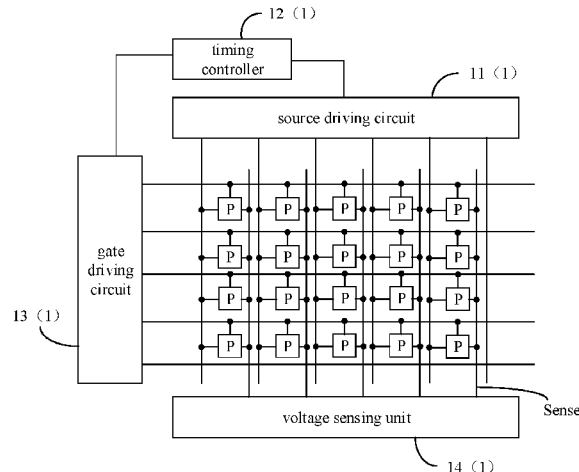 12（1）
timing
controller
11（1）
source driving circuit
P P P P P
P P P P P
gate
driving
circuit
P P P P P
13（1）
P P P P P
voltage sensing unit
Sense
14（1）